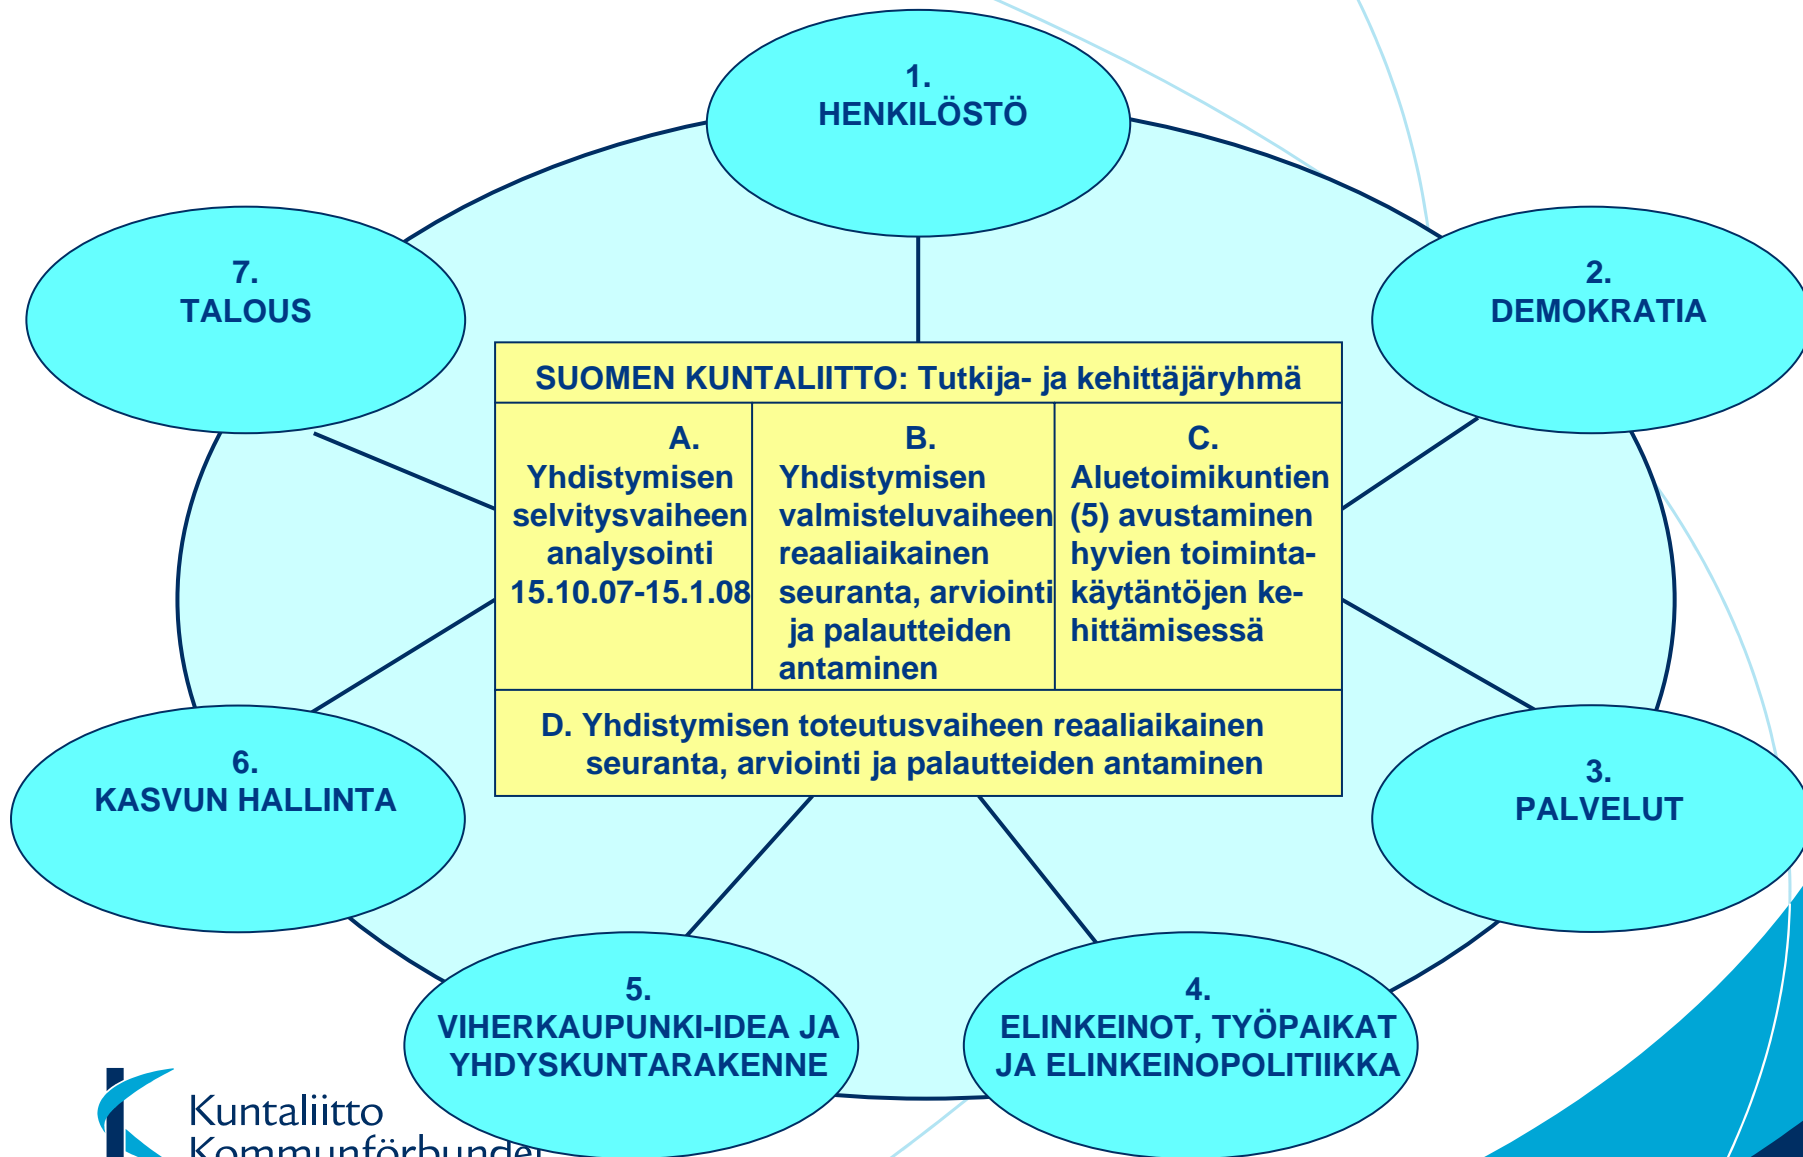 1.
HENKILÖSTÖ
7.
TALOUS
2.
DEMOKRATIA
SUOMEN KUNTALIITTO: Tutkija- ja kehittäjäryhmä
A.
Yhdistymisen
selvitysvaiheen
analysointi
15.10.07-15.1.08
B.
Yhdistymisen
valmisteluvaiheen
reaaliaikainen
seuranta, arviointi
ja palautteiden
antaminen
C.
Aluetoimikuntien
(5) avustaminen
hyvien toiminta-
käytäntöjen ke-
hittämisessä
D. Yhdistymisen toteutusvaiheen reaaliaikainen
seuranta, arviointi ja palautteiden antaminen
6.
KASVUN HALLINTA
3.
PALVELUT
5.
VIHERKAUPUNKI-IDEA JA
YHDYSKUNTARAKENNE
4.
ELINKEINOT, TYÖPAIKAT
JA ELINKEINOPOLITIIKKA
Kuntaliitto
Kommunförbundet